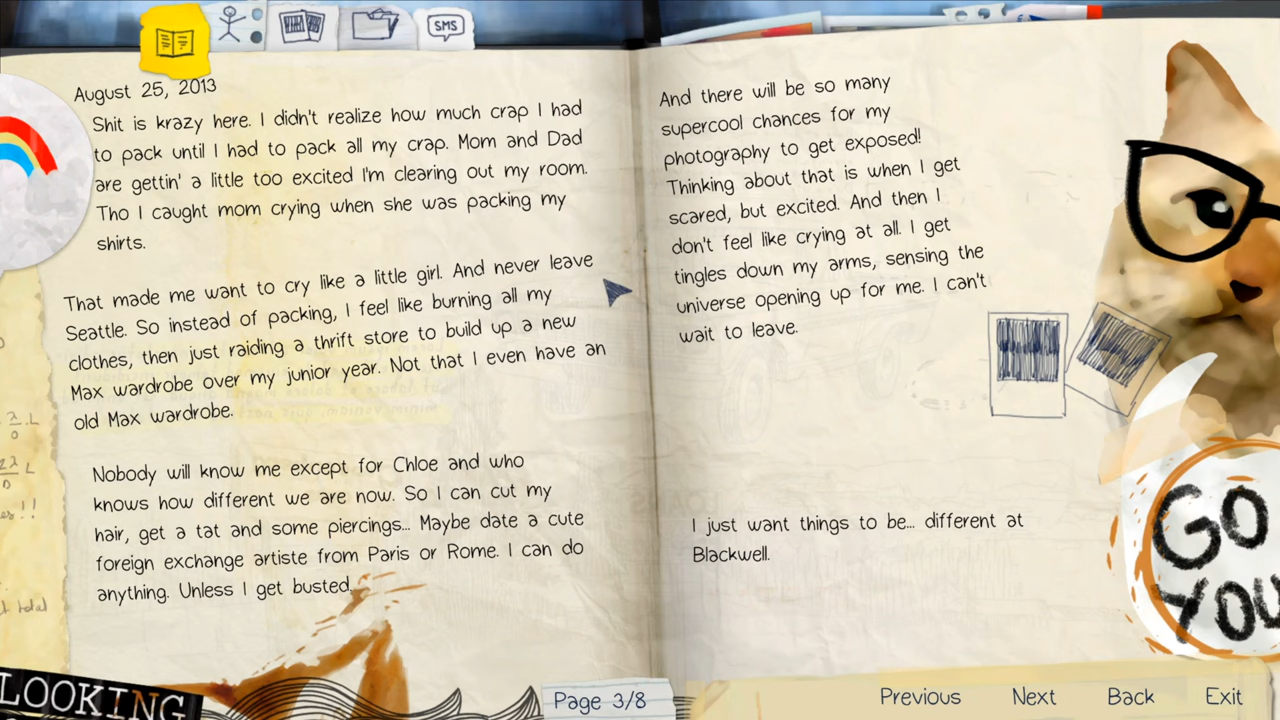 SMS
August 25, 2013
Shit is krazy here. I didn't realize how much crap I had
to pack until I had to pack all my crap. Mom and Dad
are gettin' a little too excited I'm clearing out my room.
Tho I caught mom crying when she was packing my
shirts.
That made me want to cry like a little girl. And never leave
Seattle. So instead of packing, I feel like burning all my
clothes, then just raiding a thrift store to build up a new
Max wardrobe over my junior year. Not that I even have an
old Max wardrobe.
Nobody will know me except for Chloe and who
knows how different we are now. So I can cut my
hair, get a tat and some piercings... Maybe date a cute
foreign exchange artiste from Paris or Rome. I can do
anything. Unless I get busted.
And there will be so many
supercool chances for my
photography to get exposed!
Thinking about that is when I get
scared, but excited. And then I
don't feel like crying at all. I get
tingles down my arms, sensing the
universe opening up for me. I can't
wait to leave.
I just want things to be... different at
Blackwell.
GO
YOU
LOOKING
Page 3/8
Previous
Next
Back
Exit